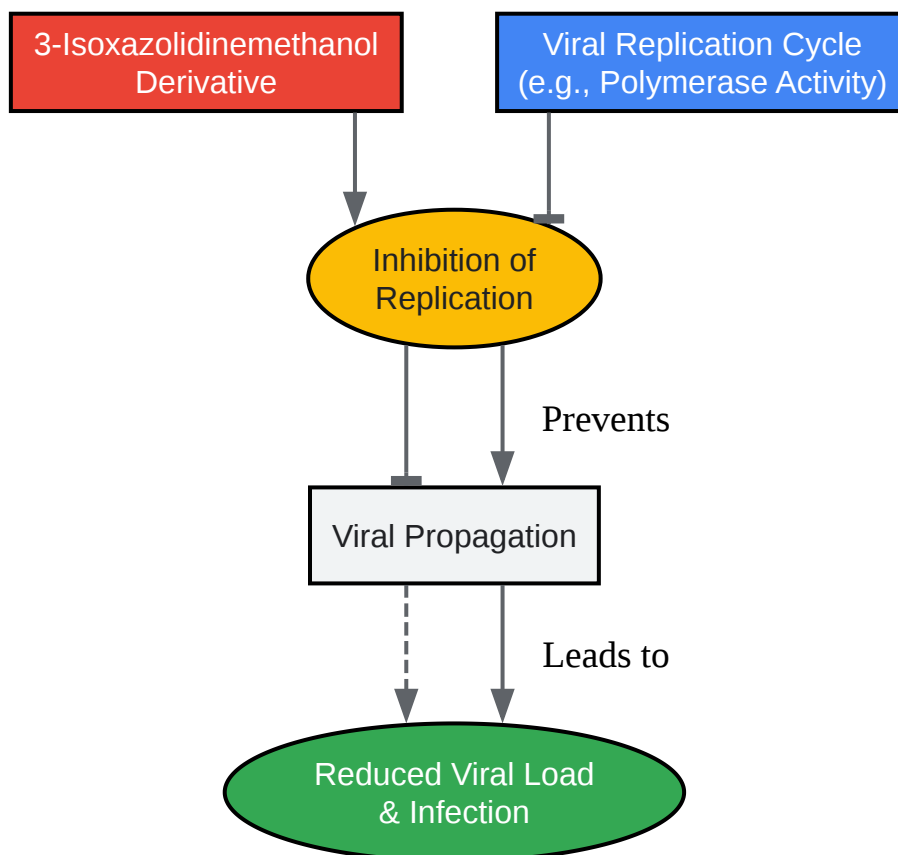 3-Isoxazolidinemethanol
Derivative
Viral Replication Cycle
(e.g., Polymerase Activity)
Inhibition of
Replication
Prevents
Viral Propagation
Leads to
Reduced Viral Load
& Infection